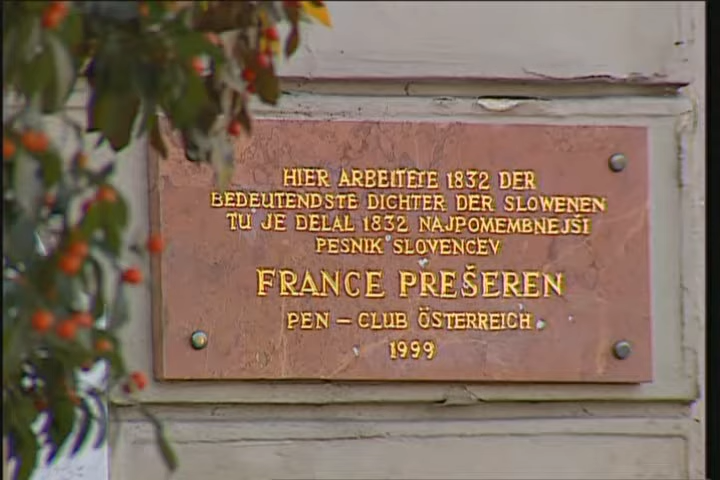 HIER ARBEITETE 1832 DER
BEDEUTENDSTE DICHTER DER SLOWENEN
TU JE DELAL 1832 NAJPOMEMBNEJŠI
PESNIK SLOVENCEV
FRANCE PREŠEREN
PEN – CLUB ÖSTERREICH
1999